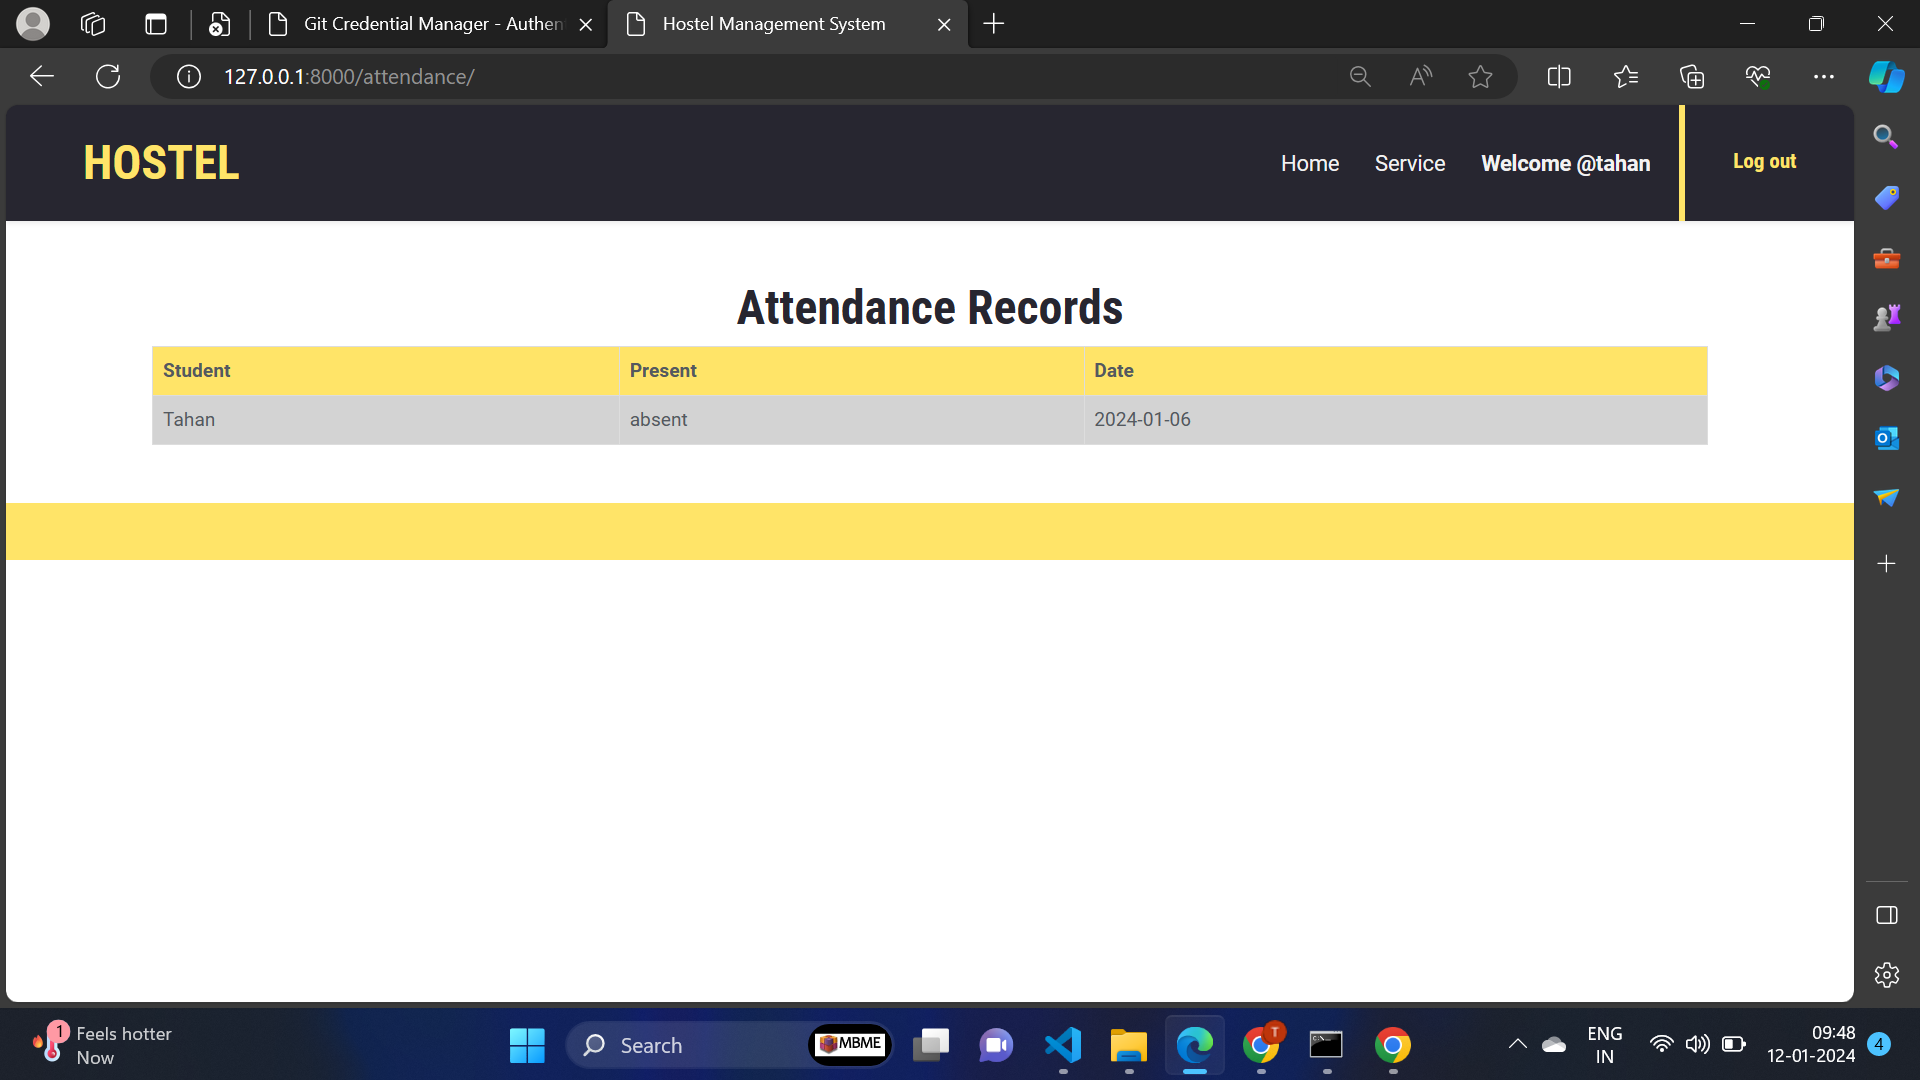 Git Credential Manager - Authen
Hostel Management System
127.0.0.1:8000/attendance/
HOSTEL
Home
Service
Welcome @tahan
Log out
Attendance Records
Student Present Date
Tahan absent 2024-01-06
1
Feels hotter
Now
Search
MBME
T
ENG
IN
09:48
12-01-2024
4